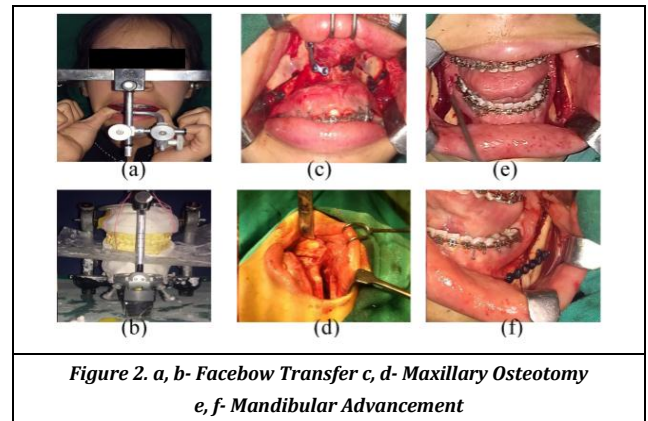 (a)
(c)
(e)
(b)
(d)
(f)
Figure 2. a, b- Facebow Transfer c, d- Maxillary Osteotomy
e, f- Mandibular Advancement